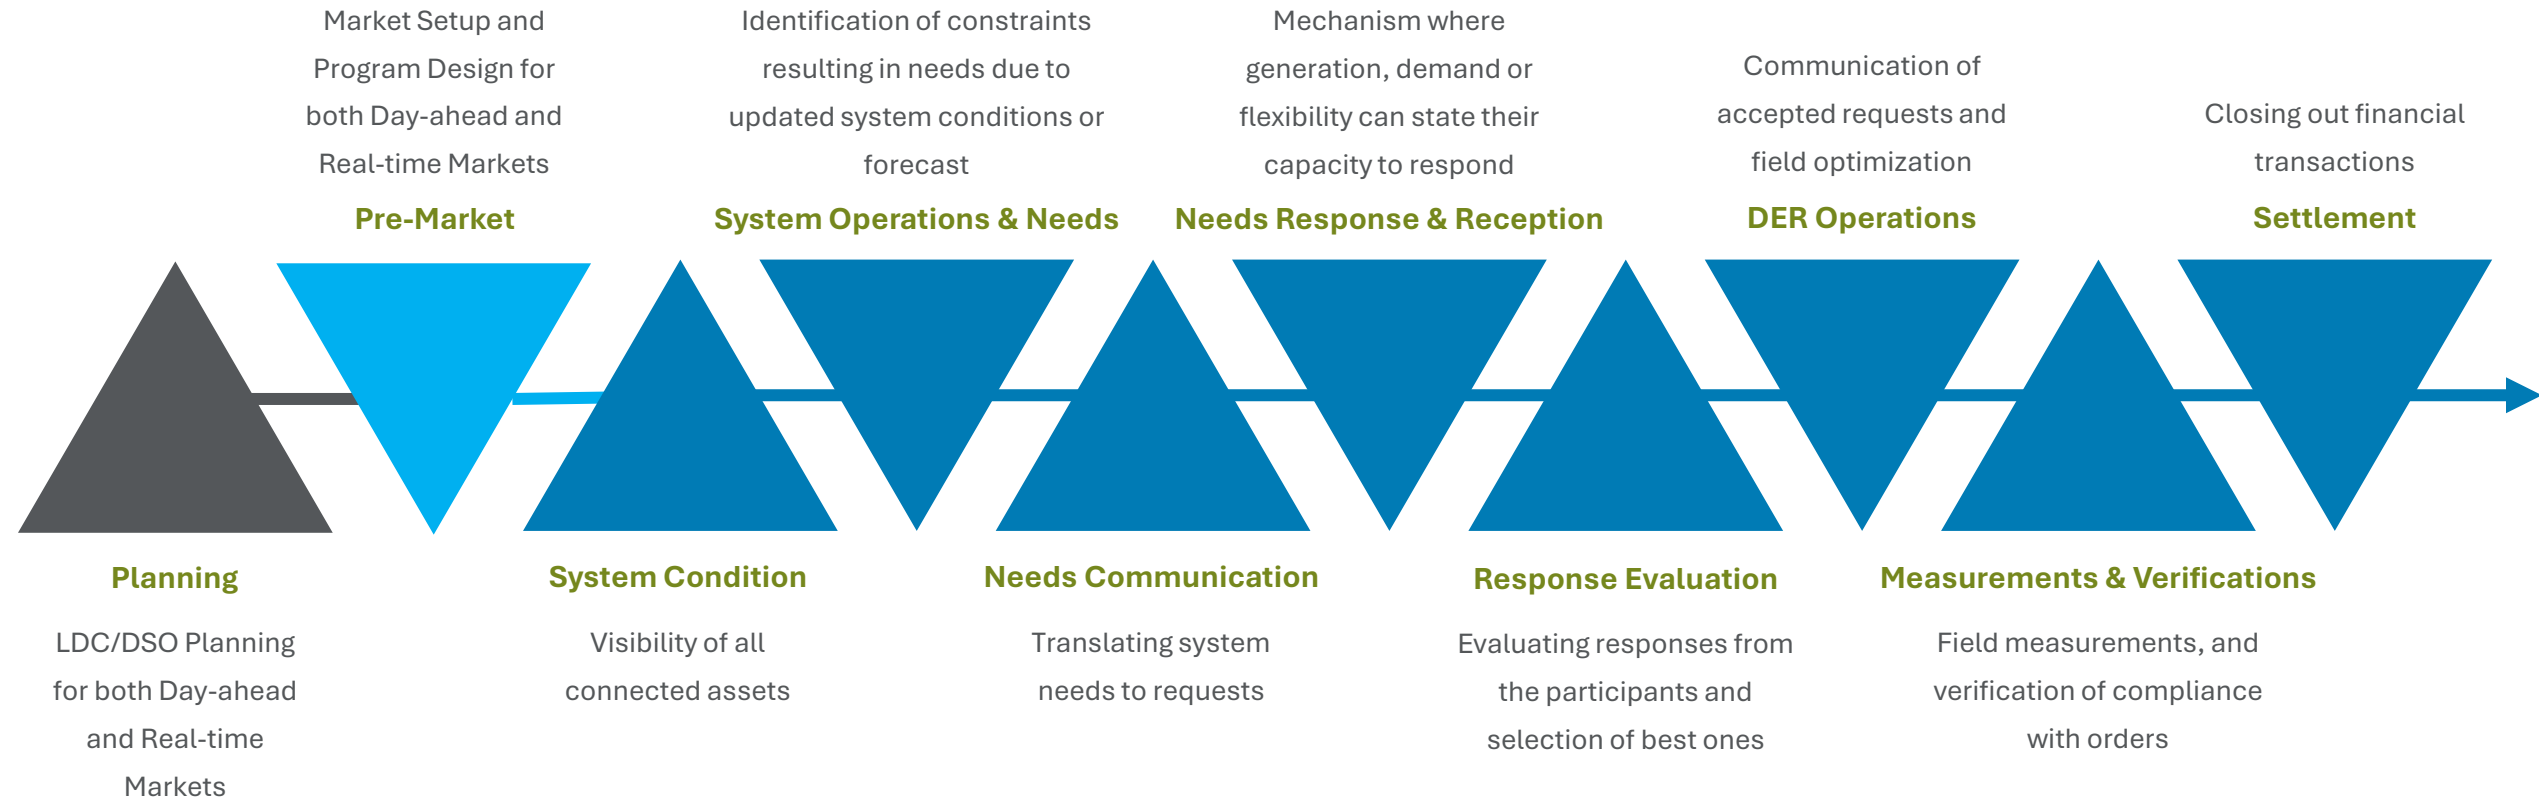 Market Setup and
Program Design for
both Day-ahead and
Real-time Markets
Pre-Market
Identification of constraints
resulting in needs due to
updated system conditions or
forecast
System Operations & Needs
Mechanism where
generation, demand or
flexibility can state their
capacity to respond
Needs Response & Reception
Communication of
accepted requests and
field optimization
DER Operations
Closing out financial
transactions
Settlement
Planning
LDC/DSO Planning
for both Day-ahead
and Real-time
Markets
System Condition
Visibility of all
connected assets
Needs Communication
Translating system
needs to requests
Response Evaluation
Evaluating responses from
the participants and
selection of best ones
Measurements & Verifications
Field measurements, and
verification of compliance
with orders